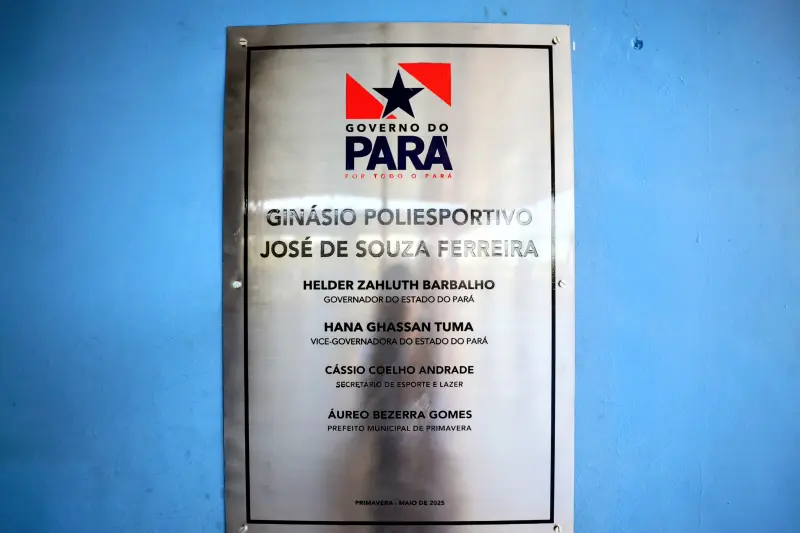 GOVERNO DO
PARÁ
POR TODO O PARÁ
GINÁSIO POLIESPORTIVO
JOSÉ DE SOUZA FERREIRA
HELDER ZAHLUTH BARBALHO
GOVERNADOR DO ESTADO DO PARÁ
HANA GHASSAN TUMA
VICE-GOVERNADORA DO ESTADO DO PARÁ
CÁSSIO COELHO ANDRADE
SECRETÁRIO DE ESPORTE E LAZER
ÁUREO BEZERRA GOMES
PREFEITO MUNICIPAL DE PRIMAVERA
PRIMAVERA - MAIO DE 2025